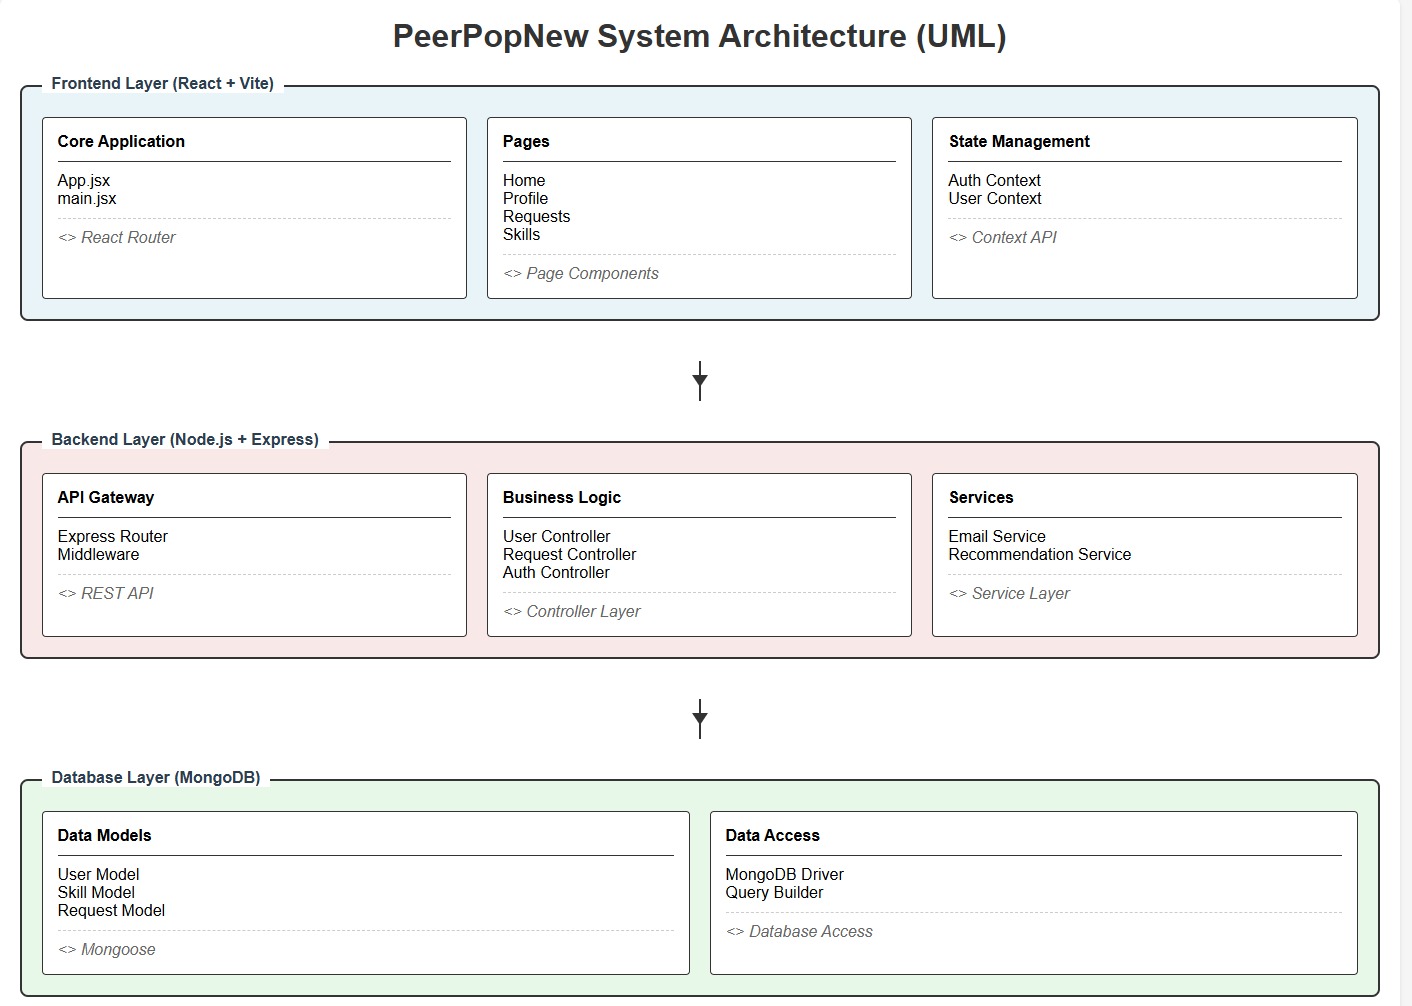 PeerPopNew System Architecture (UML)
Frontend Layer (React + Vite)
Core Application
App.jsx
main.jsx
<> React Router
Pages
Home
Profile
Requests
Skills
<> Page Components
State Management
Auth Context
User Context
<> Context API
Backend Layer (Node.js + Express)
API Gateway
Express Router
Middleware
<> REST API
Business Logic
User Controller
Request Controller
Auth Controller
<> Controller Layer
Services
Email Service
Recommendation Service
<> Service Layer
Database Layer (MongoDB)
Data Models
User Model
Skill Model
Request Model
<> Mongoose
Data Access
MongoDB Driver
Query Builder
<> Database Access